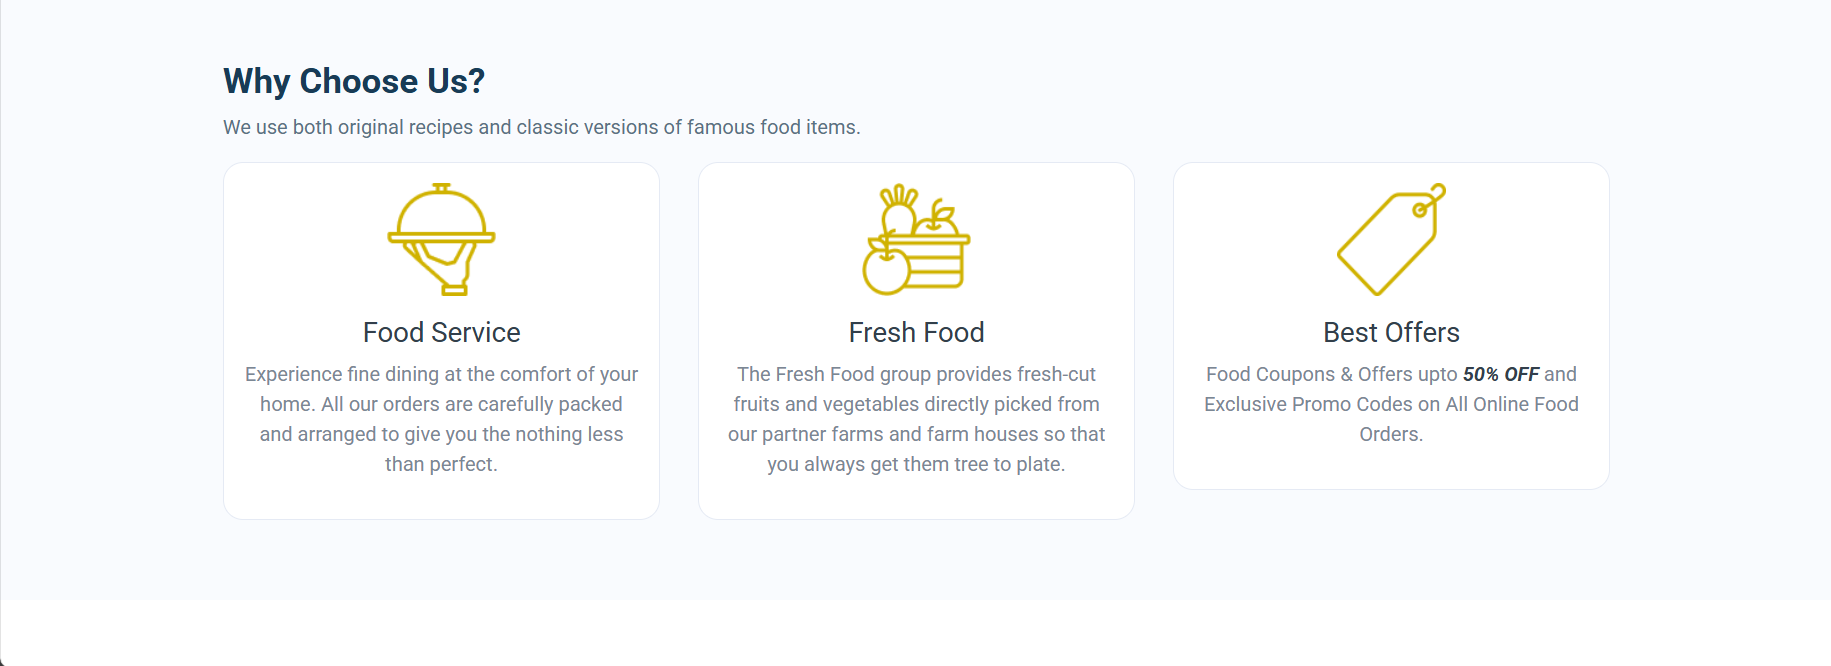 Why Choose Us?
We use both original recipes and classic versions of famous food items.
Food Service
Experience fine dining at the comfort of your
home. All our orders are carefully packed
and arranged to give you the nothing less
than perfect.
Fresh Food
The Fresh Food group provides fresh-cut
fruits and vegetables directly picked from
our partner farms and farm houses so that
you always get them tree to plate.
Best Offers
Food Coupons & Offers upto 50% OFF and
Exclusive Promo Codes on All Online Food
Orders.